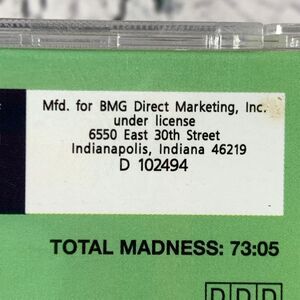 Mfd. for BMG Direct Marketing, Inc.
under license
6550 East 30th Street
Indianapolis, Indiana 46219
D 102494
TOTAL MADNESS: 73:05
DDD